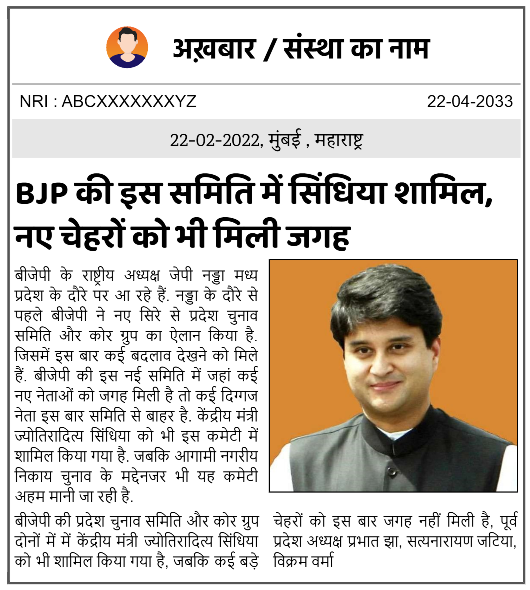 अख़बार / संस्था का नाम
NRI : ABCXXXXXXXYZ
22-04-2033
22-02-2022, मुंबई , महाराष्ट्र
BJP की इस समिति में सिंधिया शामिल,
नए चेहरों को भी मिली जगह
बीजेपी के राष्ट्रीय अध्यक्ष जेपी नड्डा मध्य
प्रदेश के दौरे पर आ रहे हैं. नड्डा के दौरे से
पहले बीजेपी ने नए सिरे से प्रदेश चुनाव
समिति और कोर ग्रुप का ऐलान किया है.
जिसमें इस बार कई बदलाव देखने को मिले
हैं. बीजेपी की इस नई समिति में जहां कई
नए नेताओं को जगह मिली है तो कई दिग्गज
नेता इस बार समिति से बाहर है. केंद्रीय मंत्री
ज्योतिरादित्य सिंधिया को भी इस कमेटी में
शामिल किया गया है. जबकि आगामी नगरीय
निकाय चुनाव के मद्देनजर भी यह कमेटी
अहम मानी जा रही है.
बीजेपी की प्रदेश चुनाव समिति और कोर ग्रुप
दोनों में में केंद्रीय मंत्री ज्योतिरादित्य सिंधिया
को भी शामिल किया गया है, जबकि कई बड़े
चेहरों को इस बार जगह नहीं मिली है, पूर्व
प्रदेश अध्यक्ष प्रभात झा, सत्यनारायण जटिया,
विक्रम वर्मा